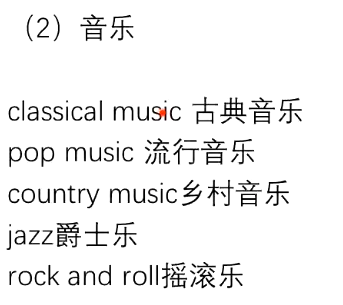 （2）音乐
classical music 古典音乐
pop music 流行音乐
country music乡村音乐
jazz爵士乐
rock and roll摇滚乐